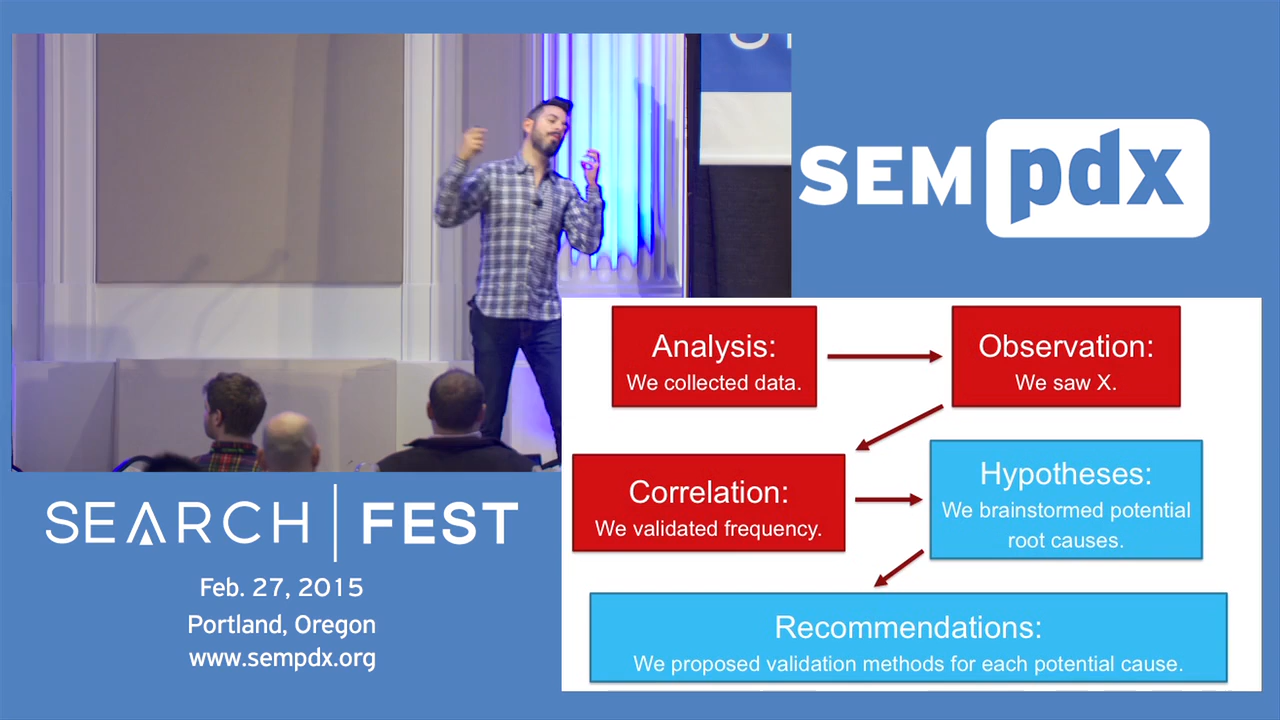 SEM pdx
Analysis:
We collected data.
Observation:
We saw X.
Correlation:
We validated frequency.
Hypotheses:
We brainstormed potential
root causes.
Recommendations:
We proposed validation methods for each potential cause.
SEARCH FEST
Feb. 27, 2015
Portland, Oregon
www.sempdx.org